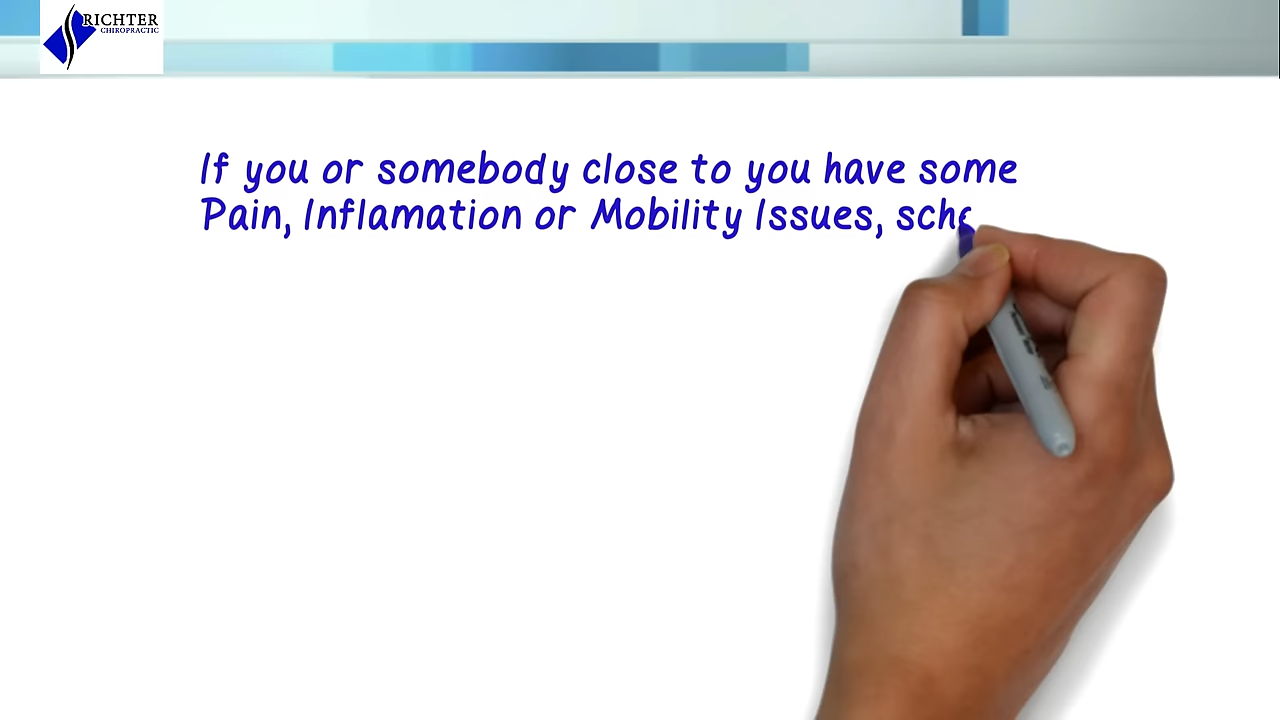 RICHTER
CHIROPRACTIC
If you or somebody close to you have some
Pain, Inflamation or Mobility Issues, sche